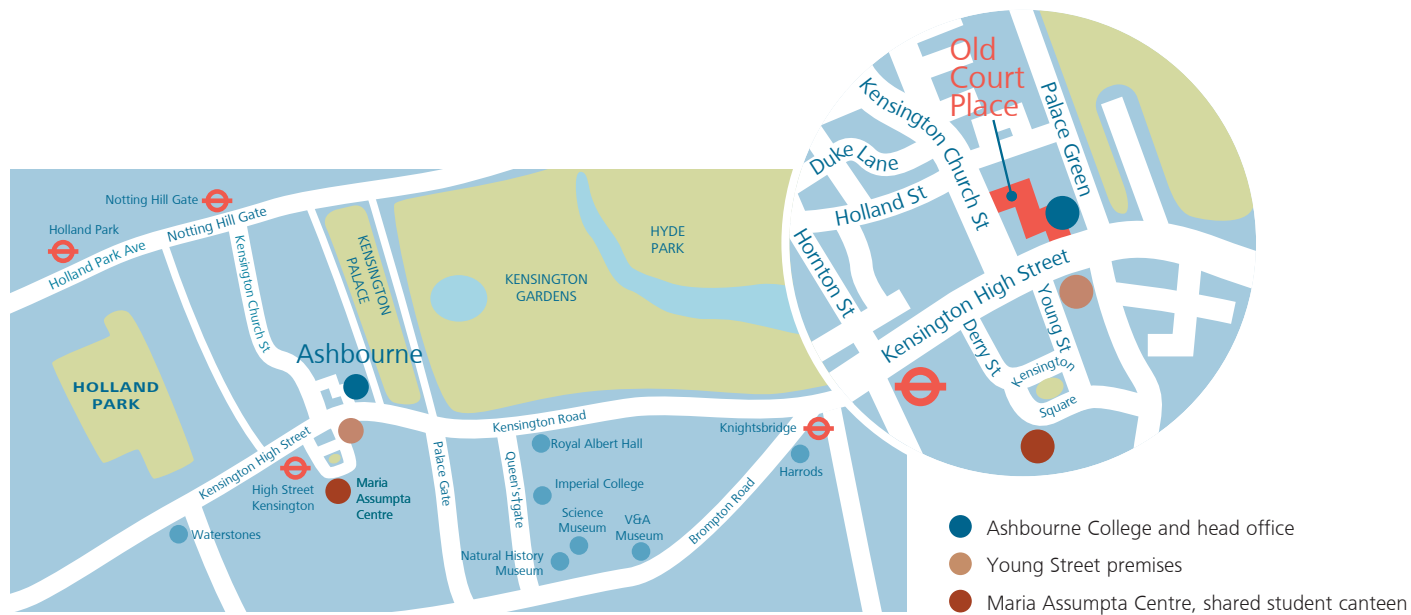 Old
Court
Place
Kensington Church St
Palace Green
Duke Lane
Holland St
Hornton St
Kensington High Street
Young St
Derry St
Kensington
Square
Notting Hill Gate
Holland Park
Holland Park Ave
Notting Hill Gate
Kensington Church St
KENSINGTON
PALACE
HYDE
PARK
KENSINGTON
GARDENS
Ashbourne
HOLLAND
PARK
Kensington High Street
Kensington Road
Knightsbridge
Royal Albert Hall
Harrods
High Street
Kensington
Maria
Assumpta
Centre
Palace Gate
Queen's†gate
Imperial College
Science
Museum
V&A
Museum
Brompton Road
Waterstones
Natural History
Museum
Ashbourne College and head office
Young Street premises
Maria Assumpta Centre, shared student canteen